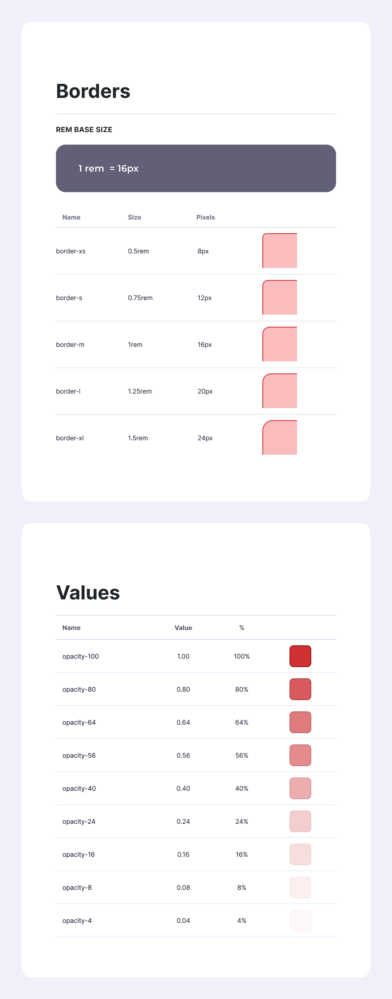 Borders
REM BASE SIZE
1 rem = 16px
Name Size Pixels
border-xs 0.5rem 8px
border-s 0.75rem 12px
border-m 1rem 16px
border-l 1.25rem 20px
border-xl 1.5rem 24px
Values
Name Value %
opacity-100 1.00 100%
opacity-80 0.80 80%
opacity-64 0.64 64%
opacity-56 0.56 56%
opacity-40 0.40 40%
opacity-24 0.24 24%
opacity-16 0.16 16%
opacity-8 0.08 8%
opacity-4 0.04 4%